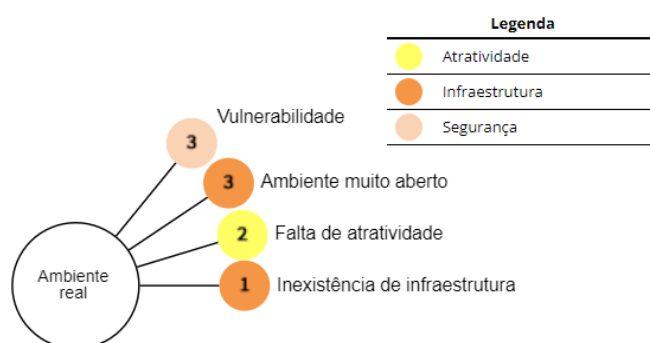 Legenda
Atratividade
Infraestrutura
Segurança
Vulnerabilidade
3
3
Ambiente muito aberto
2
Falta de atratividade
Ambiente
real
1
Inexistência de infraestrutura